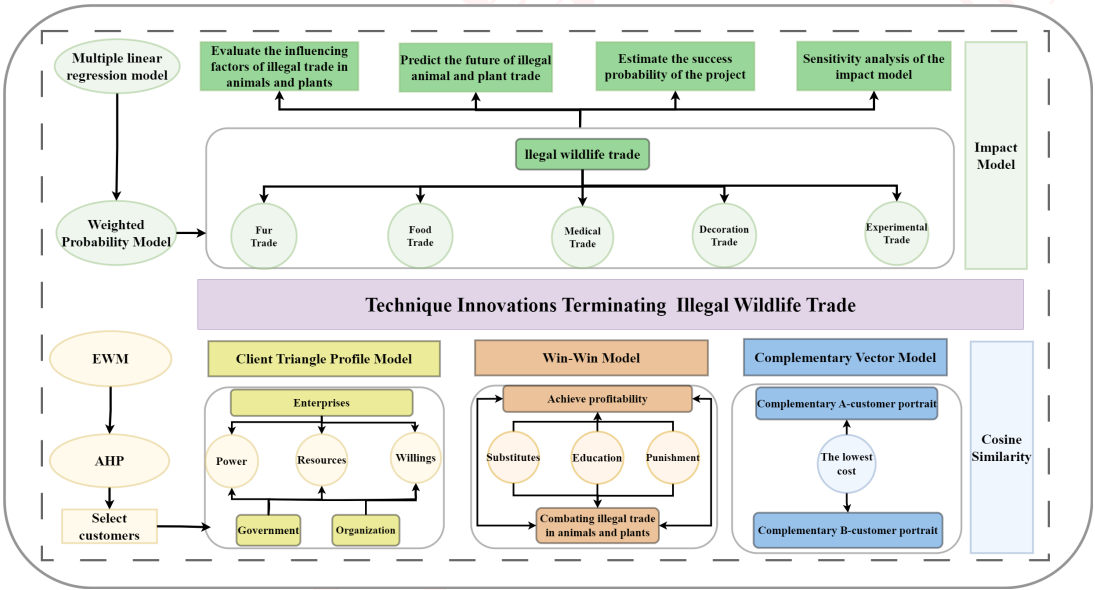 Multiple linear
regression model
Evaluate the influencing
factors of illegal trade in
animals and plants
Predict the future of illegal
animal and plant trade
Estimate the success
probability of the project
Sensitivity analysis of the
impact model
llegal wildlife trade
Impact
Model
Weighted
Probability Model
Fur
Trade
Food
Trade
Medical
Trade
Decoration
Trade
Experimental
Trade
Technique Innovations Terminating Illegal Wildlife Trade
EWM
Client Triangle Profile Model
Win-Win Model
Complementary Vector Model
Enterprises
Achieve profitability
Complementary A-customer portrait
AHP
Power
Resources
Willings
Substitutes
Education
Punishment
The lowest
cost
Cosine
Similarity
Select
customers
Government
Organization
Combating illegal trade
in animals and plants
Complementary B-customer portrait